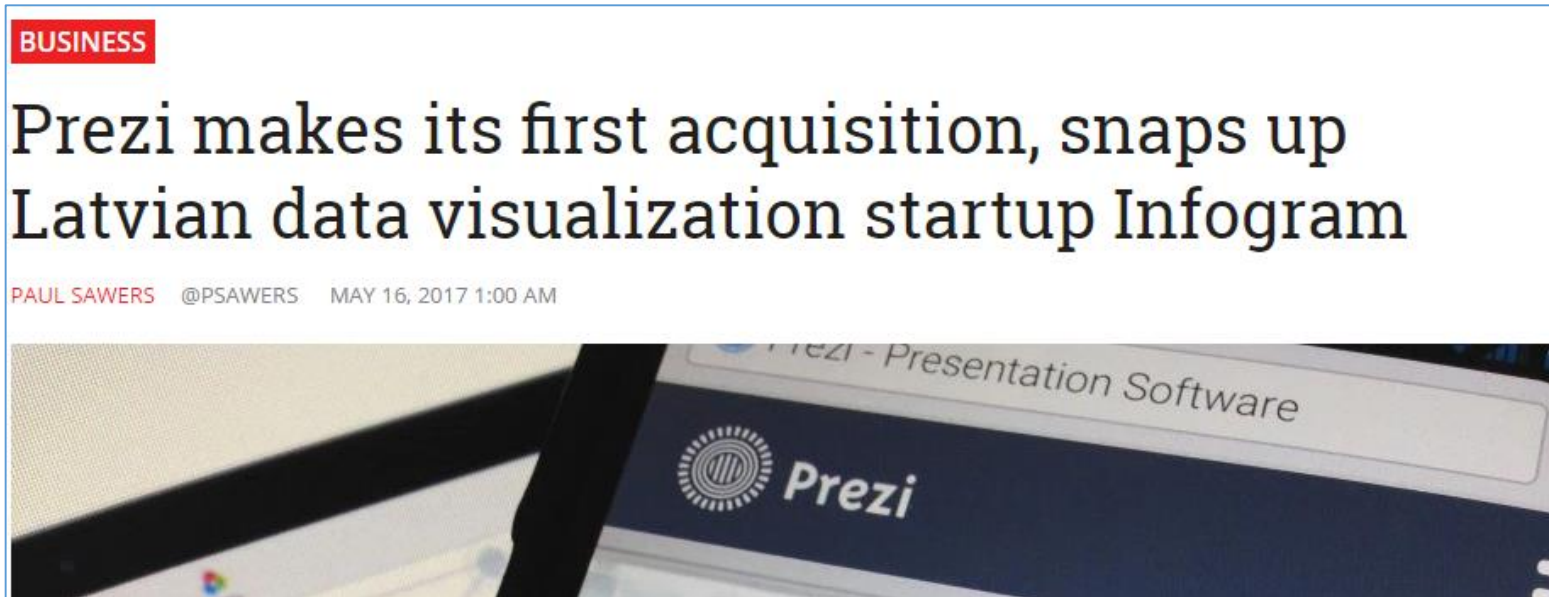 BUSINESS
Prezi makes its first acquisition, snaps up
Latvian data visualization startup Infogram
PAUL SAWERS @PSAWERS MAY 16, 2017 1:00 AM
Prezi - Presentation Software
Prezi